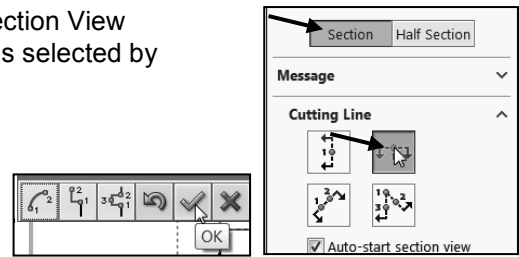 ection View
s selected by
Section Half Section
Message
Cutting Line
Auto-start section view
OK